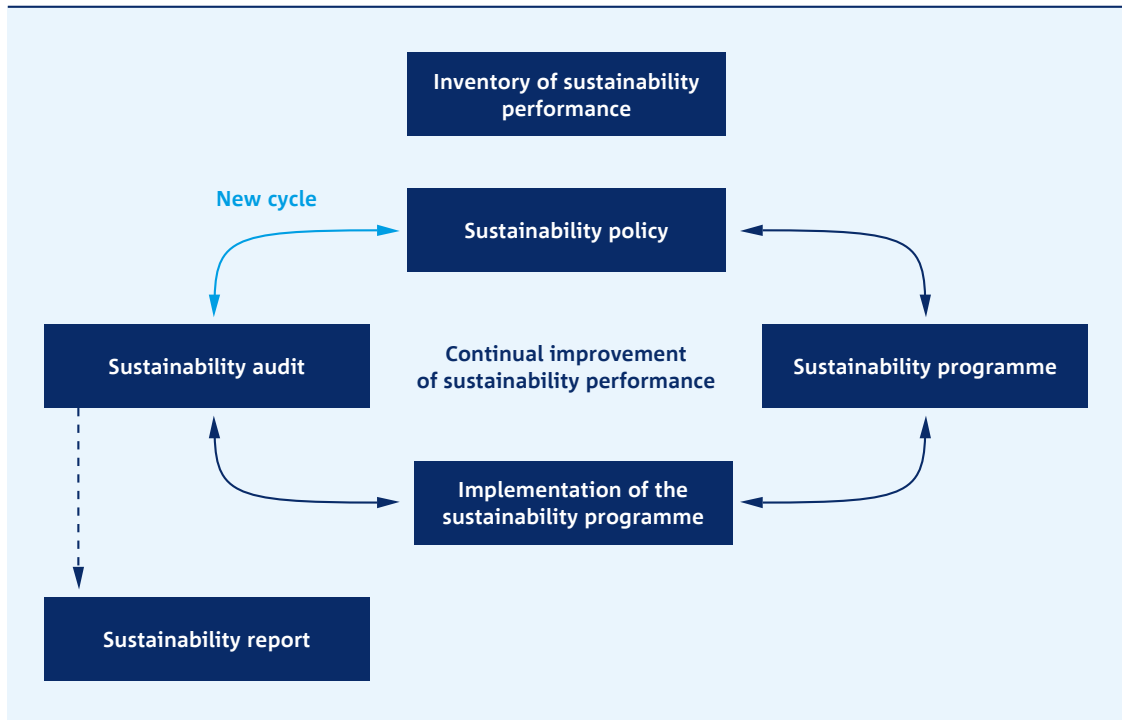 Inventory of sustainability
performance
New cycle
Sustainability policy
Sustainability audit
Continual improvement
of sustainability performance
Sustainability programme
Implementation of the
sustainability programme
Sustainability report